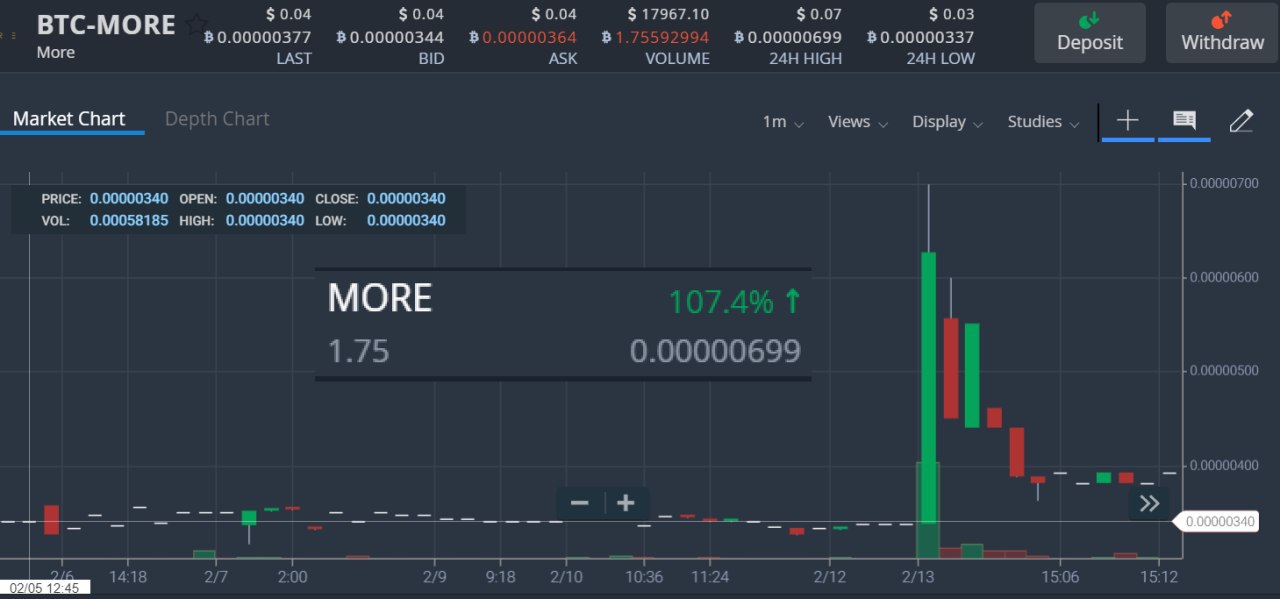 BTC-MORE
More
$ 0.04 $ 0.04 $ 0.04 $ 17967.10 $ 0.07 $ 0.03
₿ 0.00000377 ₿ 0.00000344 ₿ 0.00000364 ₿ 1.75592994 ₿ 0.00000699 ₿ 0.00000337
LAST BID ASK VOLUME 24H HIGH 24H LOW
Deposit Withdraw
Market Chart Depth Chart 1m Views Display Studies
PRICE: 0.00000340 OPEN: 0.00000340 CLOSE: 0.00000340
VOL: 0.00058185 HIGH: 0.00000340 LOW: 0.00000340
MORE 107.4% ↑
1.75 0.00000699
0.00000700
0.00000600
0.00000500
0.00000400
0.00000340
2/6 14:18 2/7 2:00 2/9 9:18 2/10 10:36 11:24 2/12 2/13 15:06 15:12
02/05 12:45